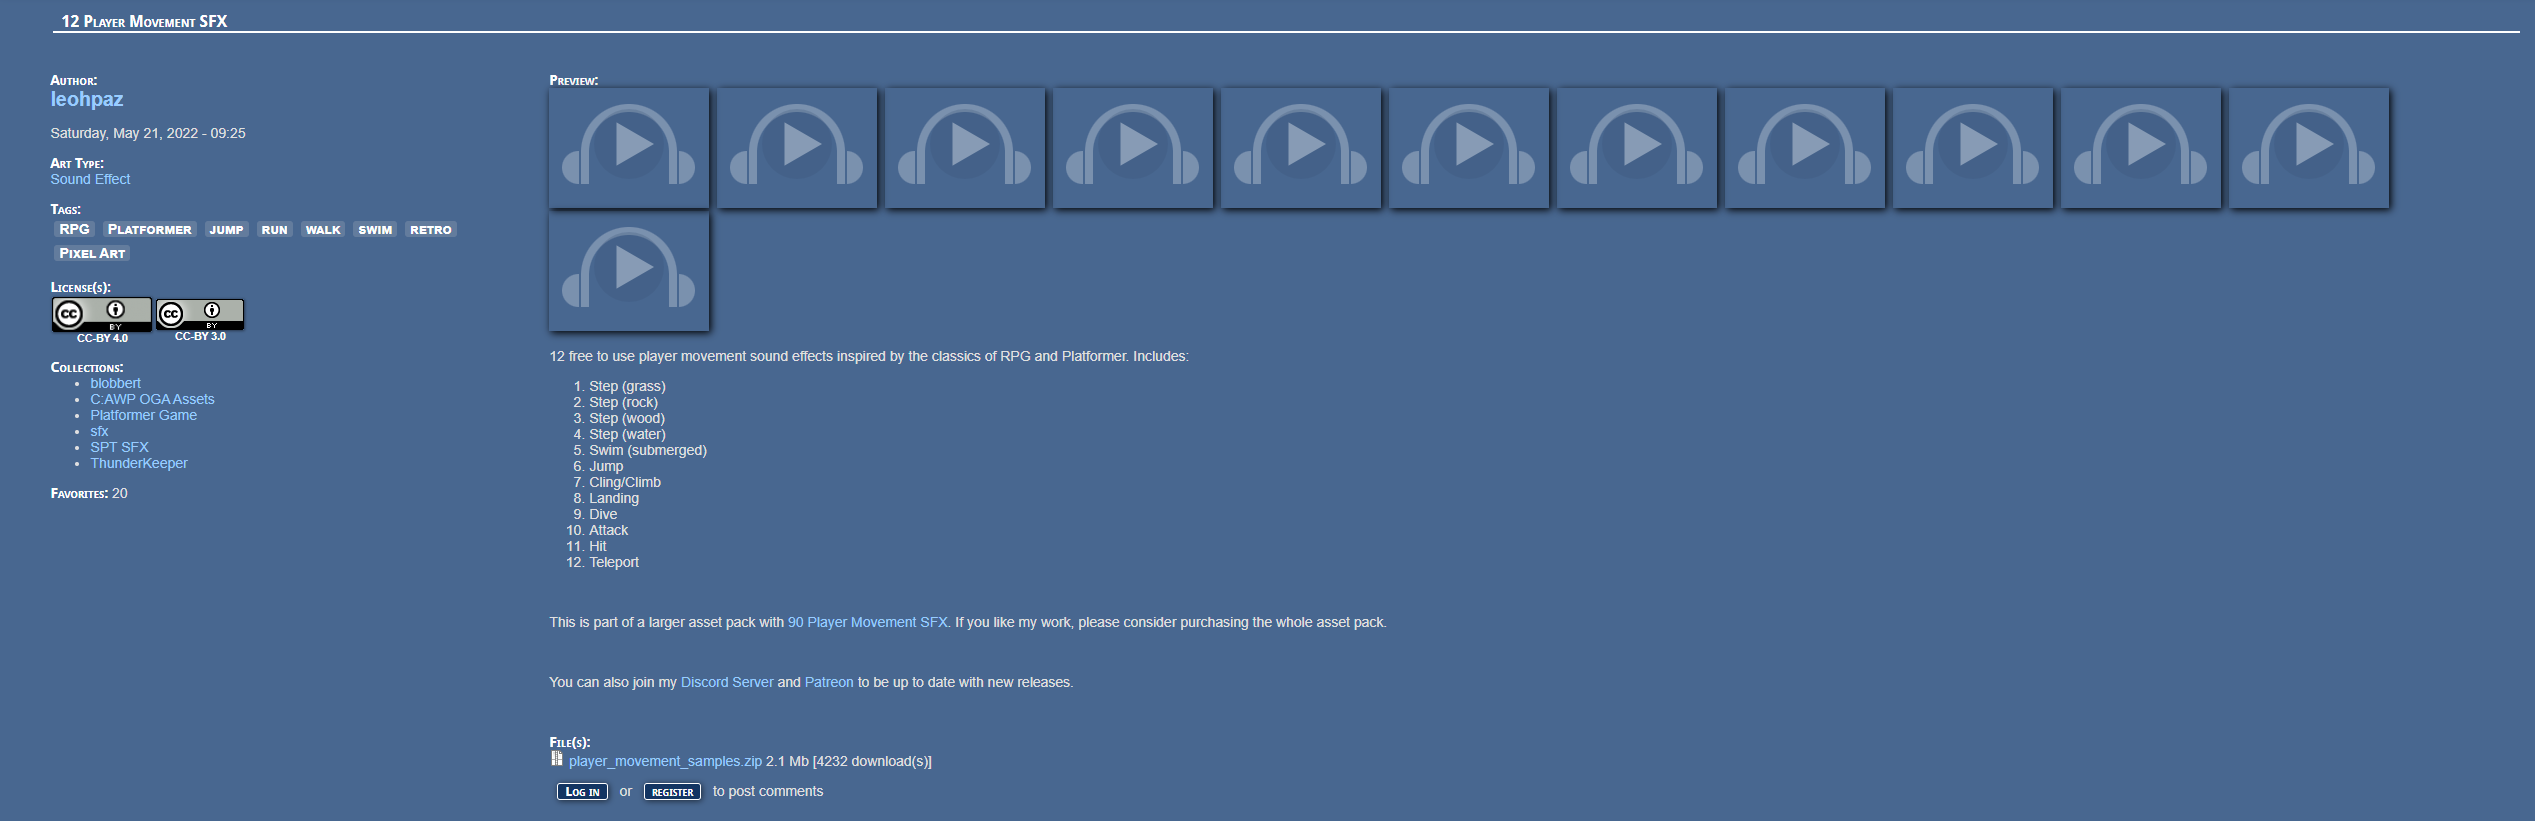 12 Player Movement SFX
Author:
leohpaz
Saturday, May 21, 2022 - 09:25
Art Type:
Sound Effect
Tags:
RPG Platformer jump run walk swim retro
Pixel Art
License(s):
cc BY cc BY
CC-BY 4.0 CC-BY 3.0
Collections:
• blobbert
• C:AWP OGA Assets
• Platformer Game
• sfx
• SPT SFX
• ThunderKeeper
Favorites: 20
Preview:
12 free to use player movement sound effects inspired by the classics of RPG and Platformer. Includes:
1. Step (grass)
2. Step (rock)
3. Step (wood)
4. Step (water)
5. Swim (submerged)
6. Jump
7. Cling/Climb
8. Landing
9. Dive
10. Attack
11. Hit
12. Teleport
This is part of a larger asset pack with 90 Player Movement SFX. If you like my work, please consider purchasing the whole asset pack.
You can also join my Discord Server and Patreon to be up to date with new releases.
File(s):
player_movement_samples.zip 2.1 Mb [4232 download(s)]
Log in or register to post comments